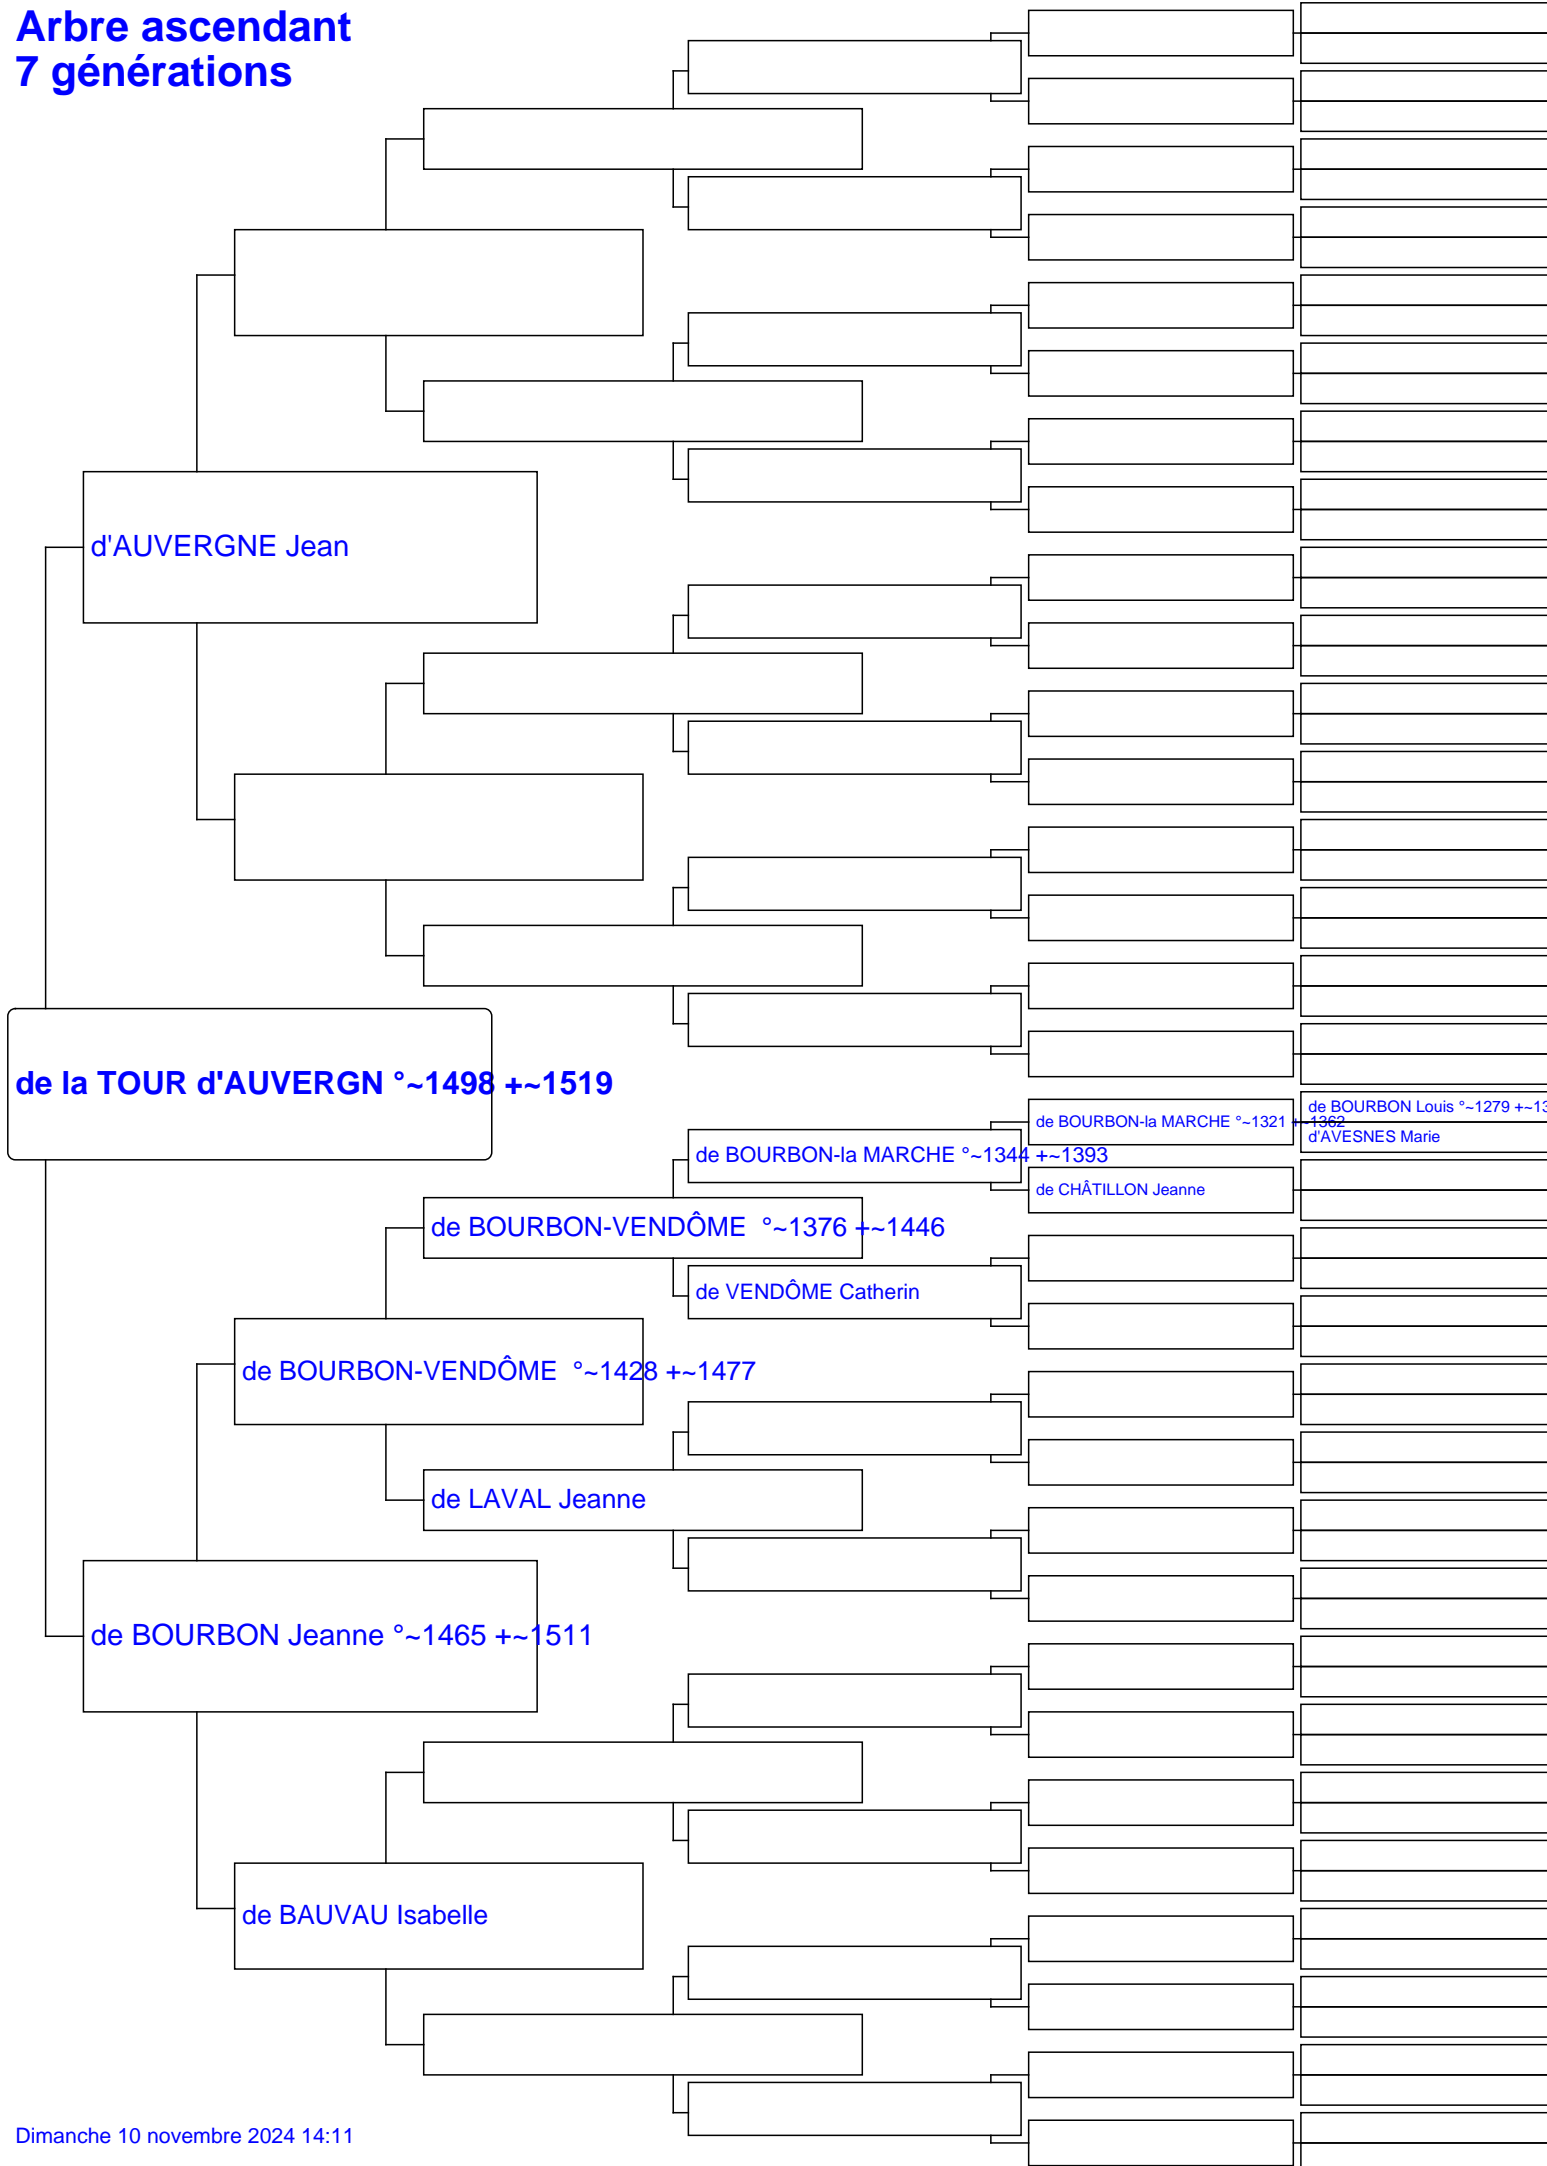 Arbre ascendant
7 générations
d'AUVERGNE Jean
de la TOUR d'AUVERGN °~1498 +~1519
de BOURBON Louis °~1279 +~13
de BOURBON-la MARCHE °~1321 +~1362
d'AVESNES Marie
de BOURBON-la MARCHE °~1344 +~1393
de CHÂTILLON Jeanne
de BOURBON-VENDÔME °~1376 +~1446
de VENDÔME Catherin
de BOURBON-VENDÔME °~1428 +~1477
de LAVAL Jeanne
de BOURBON Jeanne °~1465 +~1511
de BAUVAU Isabelle
Dimanche 10 novembre 2024 14:11